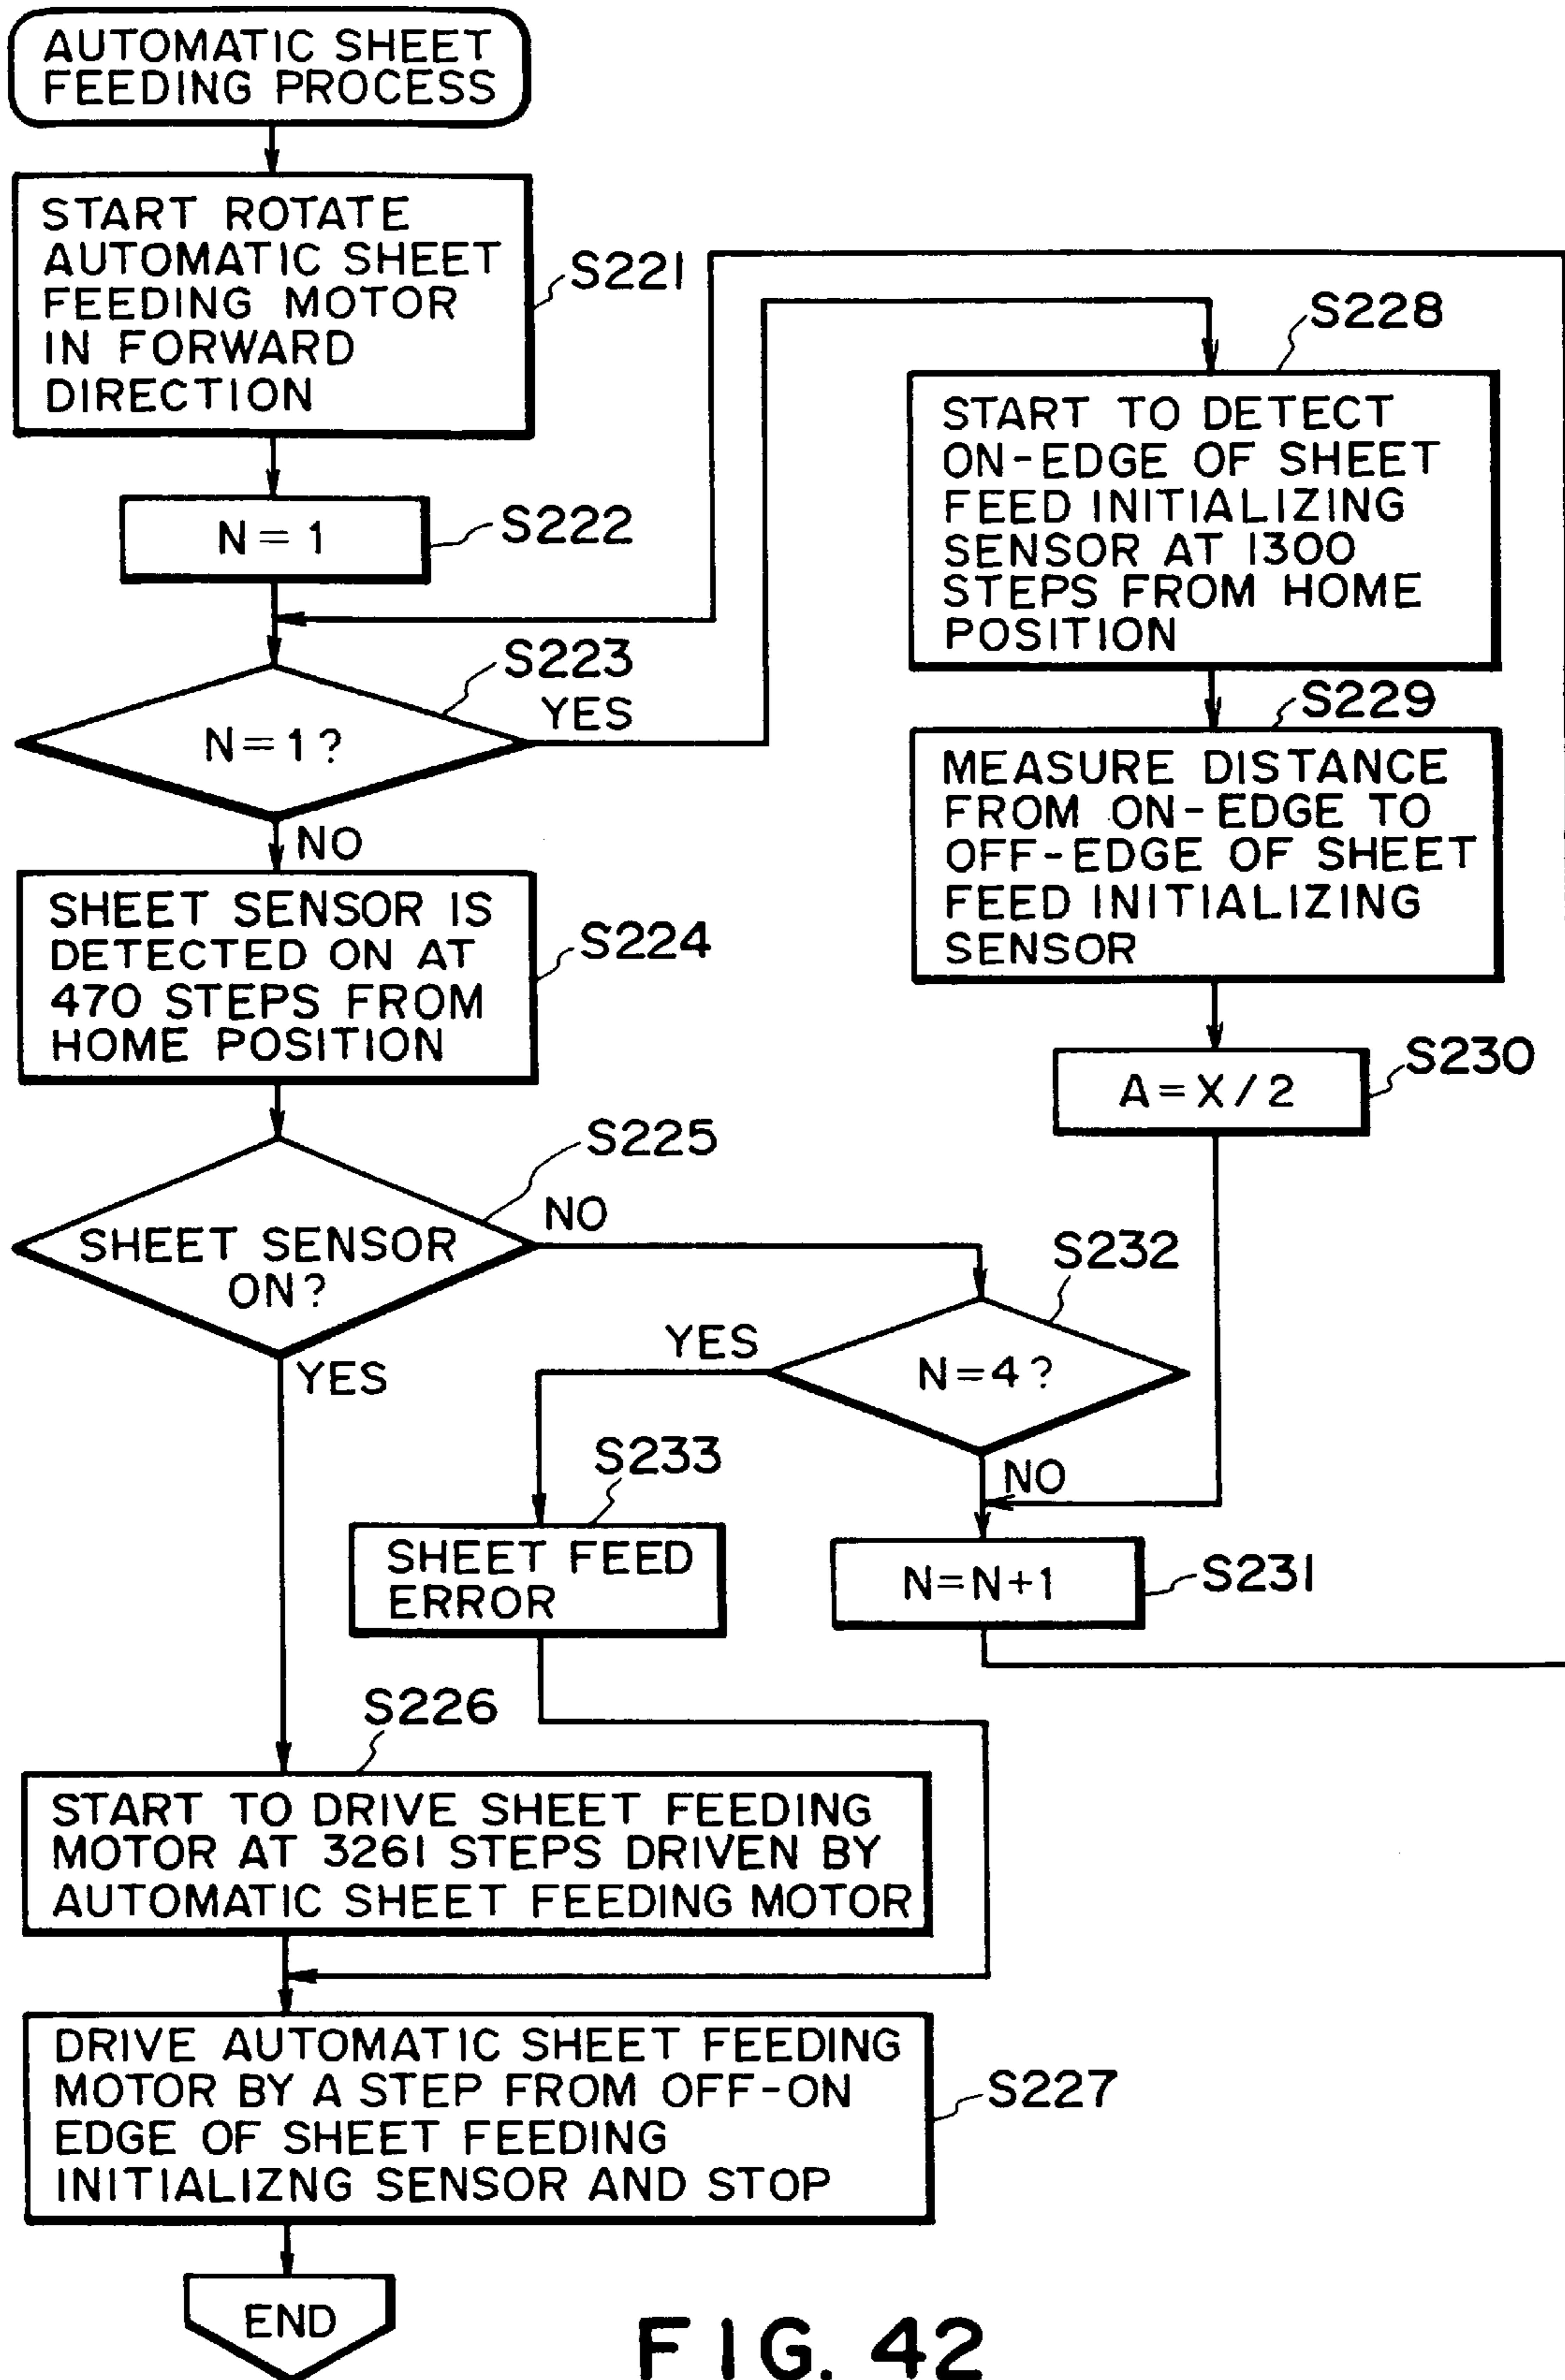 AUTOMATIC SHEET
FEEDING PROCESS
START ROTATE
AUTOMATIC SHEET
FEEDING MOTOR
IN FORWARD
DIRECTION
S221
N=1
S222
S223
N=1?
YES
NO
SHEET SENSOR IS
DETECTED ON AT
470 STEPS FROM
HOME POSITION
S224
S225
SHEET SENSOR
ON?
NO
YES
S228
START TO DETECT
ON-EDGE OF SHEET
FEED INITIALIZING
SENSOR AT 1300
STEPS FROM HOME
POSITION
S229
MEASURE DISTANCE
FROM ON-EDGE TO
OFF-EDGE OF SHEET
FEED INITIALIZING
SENSOR
S230
A=X/2
S232
N=4?
YES
NO
S233
SHEET FEED
ERROR
N=N+1
S231
S226
START TO DRIVE SHEET FEEDING
MOTOR AT 3261 STEPS DRIVEN BY
AUTOMATIC SHEET FEEDING MOTOR
DRIVE AUTOMATIC SHEET FEEDING
MOTOR BY A STEP FROM OFF-ON
EDGE OF SHEET FEEDING
INITIALIZNG SENSOR AND STOP
S227
END
FIG. 42